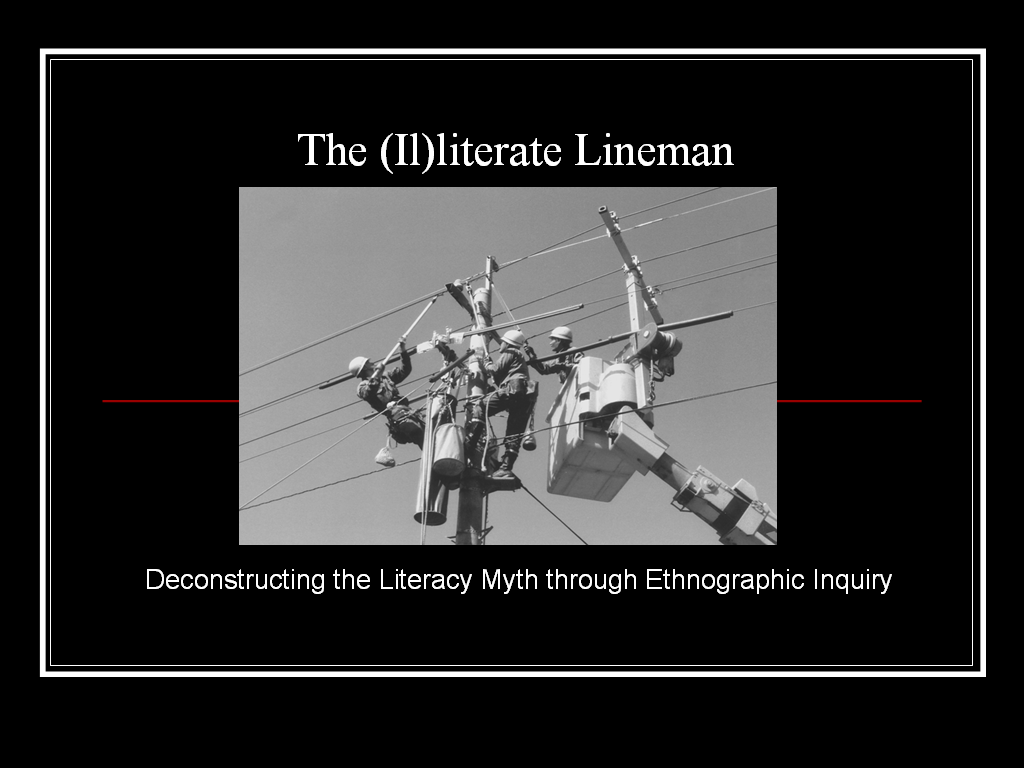 The (Il)literate Lineman
Deconstructing the Literacy Myth through Ethnographic Inquiry